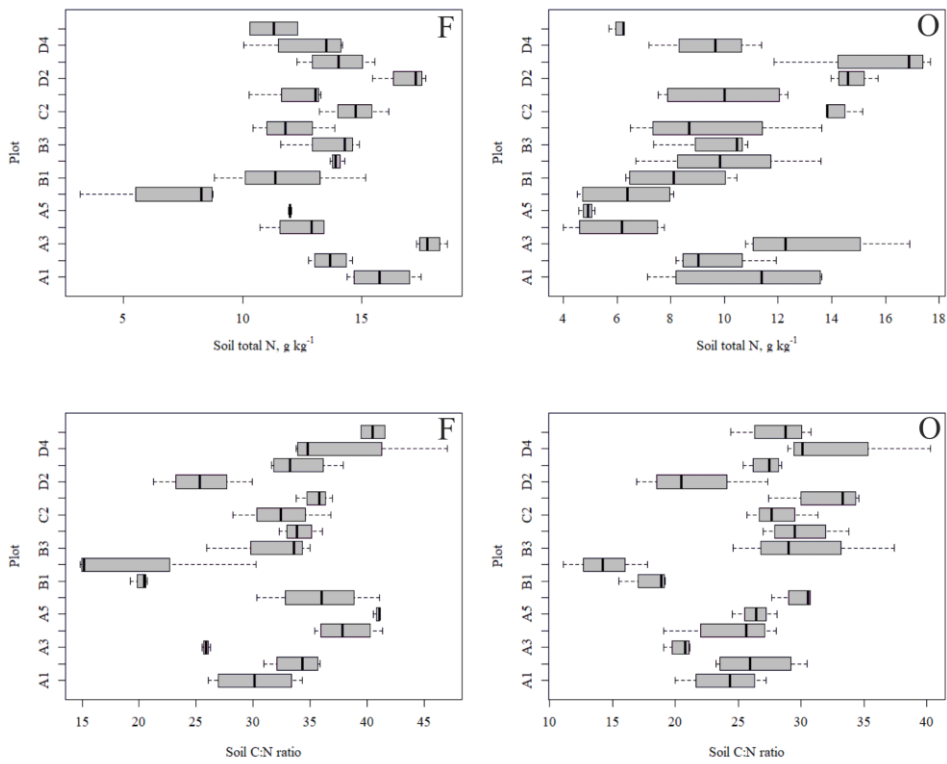 F
O
Plot
D4
D2
C2
B3
B1
A5
A3
A1
5
10
15
Soil total N, g kg-1
Plot
D4
D2
C2
B3
B1
A5
A3
A1
4
6
8
10
12
14
16
18
Soil total N, g kg-1
F
O
Plot
D4
D2
C2
B3
B1
A5
A3
A1
15
20
25
30
35
40
45
Soil C:N ratio
Plot
D4
D2
C2
B3
B1
A5
A3
A1
10
15
20
25
30
35
40
Soil C:N ratio